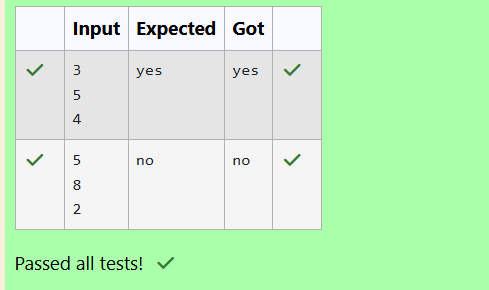 Input Expected Got
3 yes yes
5
4
5 no no
8
2
Passed all tests!